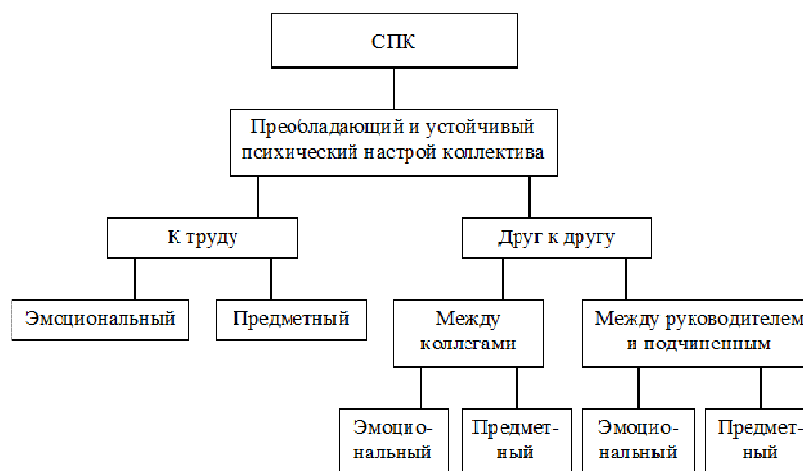 СПК
Преобладающий и устойчивый
психический настрой коллектива
К труду
Друг к другу
Эмоциональный
Предметный
Между
коллегами
Между руководителем
и подчиненным
Эмоцио-
нальный
Предмет-
ный
Эмоцио-
нальный
Предмет-
ный